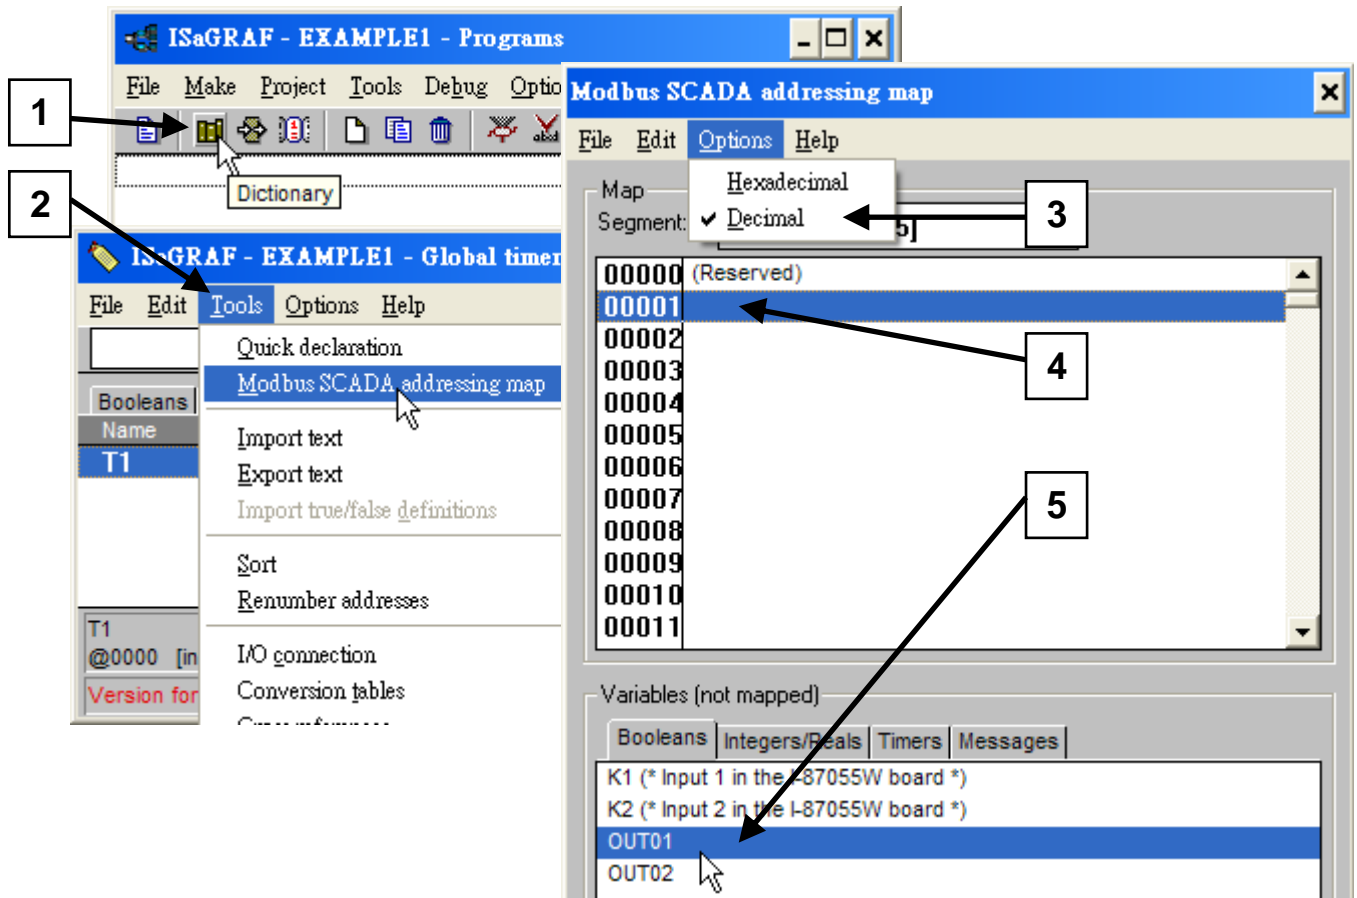 ISaGRAF - EXAMPLE1 - Programs
File Make Project Tools Debug Optio
1
Dictionary
2
ISaGRAF - EXAMPLE1 - Global timer
File Edit Tools Options Help
Quick declaration
Modbus SCADA addressing map
Import text
Export text
Import true/false definitions
Sort
Renumber addresses
I/O connection
Conversion tables
Booleans
Name
T1
T1
@0000 [in
Version for
Modbus SCADA addressing map
File Edit Options Help
Hexadecimal
Decimal
3
Map
Segment:
5]
00000 (Reserved)
00001
00002
00003
00004
00005
00006
00007
00008
00009
00010
00011
4
5
Variables (not mapped)
Booleans Integers/Reals Timers Messages
K1 (* Input 1 in the I-87055W board *)
K2 (* Input 2 in the I-87055W board *)
OUT01
OUT02